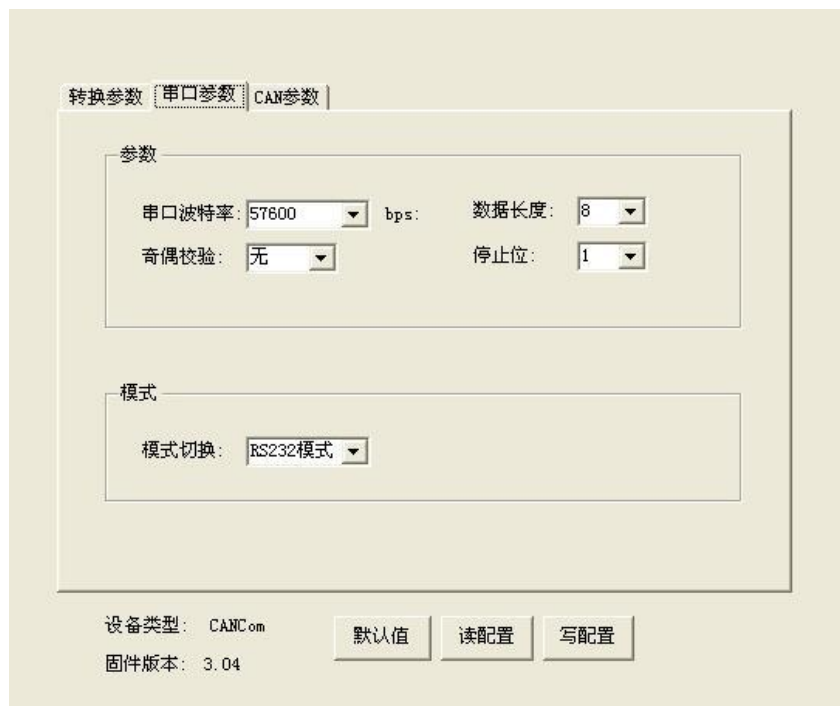 转换参数 串口参数 CAN参数
参数
串口波特率: 57600 bps: 数据长度: 8
奇偶校验: 无 停止位: 1
模式
模式切换: RS232模式
设备类型: CANCom
默认值 读配置 写配置
固件版本: 3.04